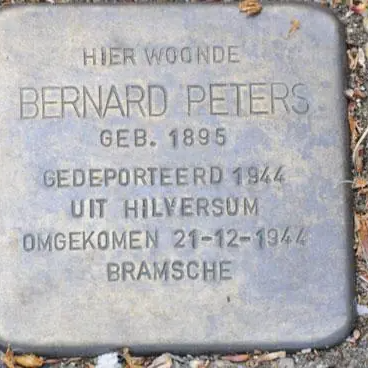 HIER WOONDE
BERNARD PETERS
GEB. 1895
GEDEPORTEERD 1944
UIT HILVERSUM
OMGEKOMEN 21-12-1944
BRAMSCHE